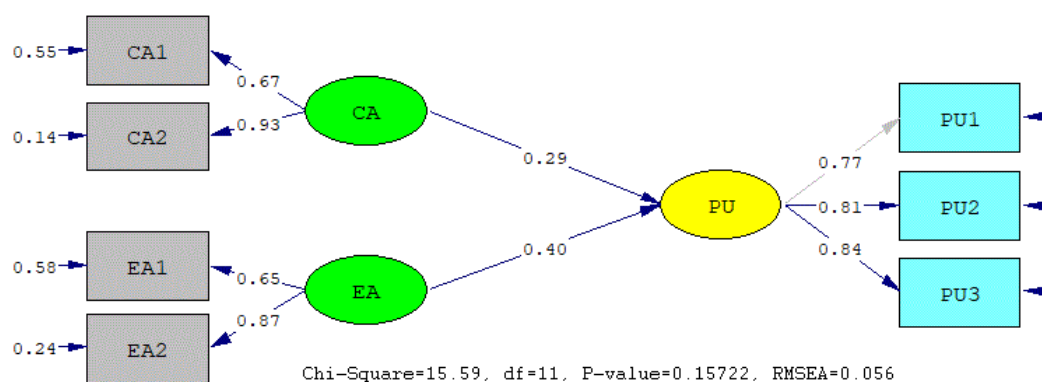 0.55
CA1
0.67
CA
0.14
CA2
0.93
0.29
PU
PU1
0.77
PU2
0.81
PU3
0.84
0.40
0.58
EA1
0.65
EA
0.24
EA2
0.87
Chi-Square=15.59, df=11, P-value=0.15722, RMSEA=0.056